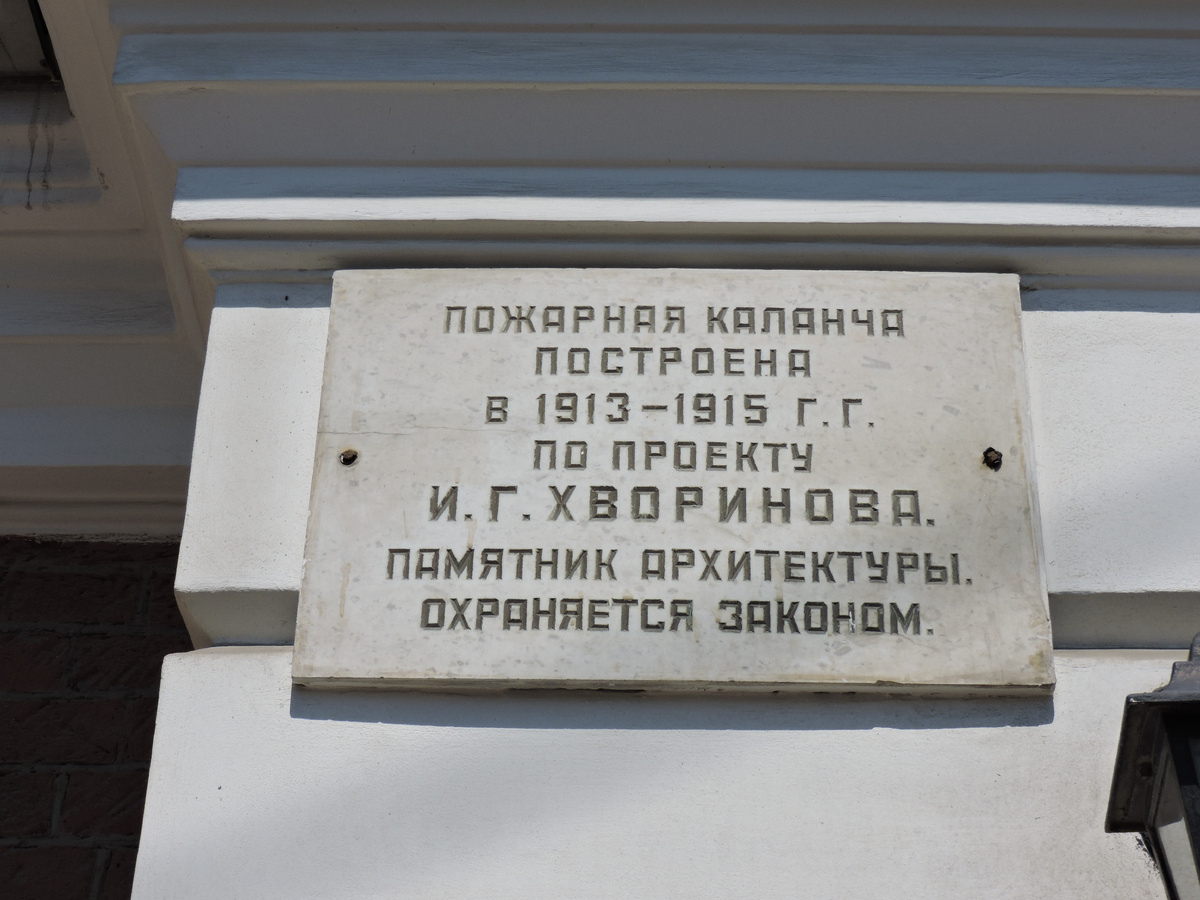 ПОЖАРНАЯ КАЛАНЧА
ПОСТРОЕНА
В 1913-1915 Г.Г.
ПО ПРОЕКТУ
И.Г.ХВОРИНОВА.
ПАМЯТНИК АРХИТЕКТУРЫ.
ОХРАНЯЕТСЯ ЗАКОНОМ.